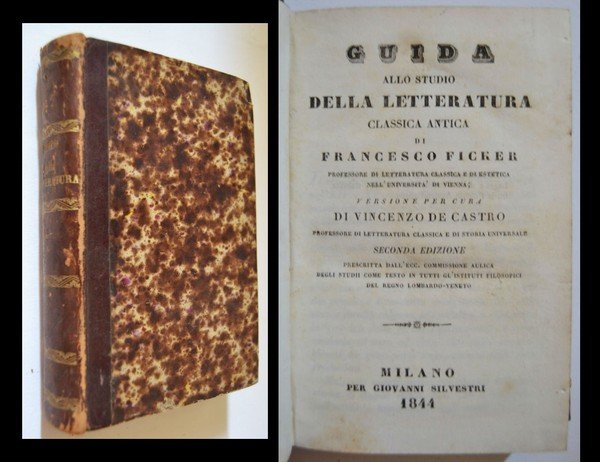 GUIDA
ALLO STUDIO
DELLA LETTERATURA
CLASSICA ANTICA
DI
FRANCESCO FICKER
PROFESSORE DI LETTERATURA CLASSICA E DI ESTETICA
NELL'UNIVERSITA' DI VIENNA;
VERSIONE PER CURA
DI VINCENZO DE CASTRO
PROFESSORE DI LETTERATURA CLASSICA E DI STORIA UNIVERSALE
SECONDA EDIZIONE
PRESCRITTA DALL'ECC. COMMISSIONE AULICA
DEGLI STUDII COME TESTO IN TUTTI GL'ISTITUTI FILOSOFICI
DEL REGNO LOMBARDO-VENETO
MILANO
PER GIOVANNI SILVESTRI
1844